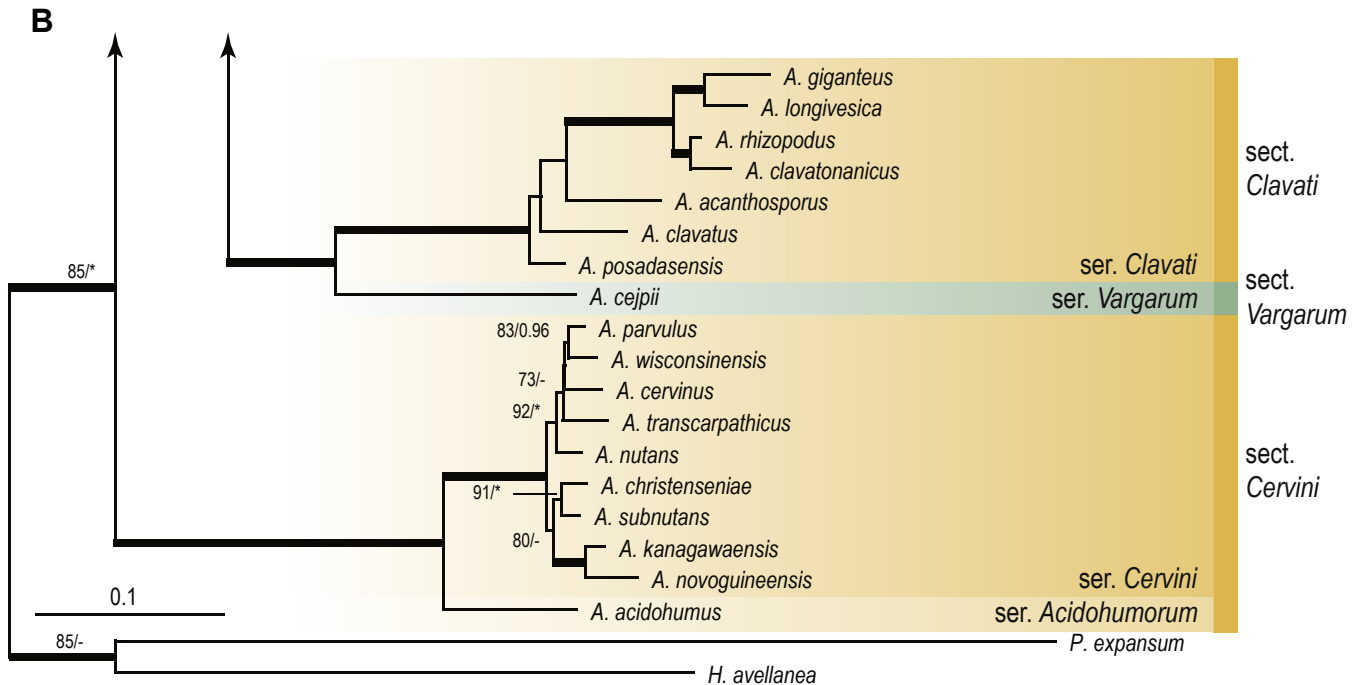 B
A. giganteus
A. longivesica
A. rhizopodus
A. clavatonanicus
A. acanthosporus
A. clavatus
A. posadasensis
ser. Clavati
sect.
Clavati
A. cejpii
ser. Vargarum
sect.
Vargarum
85/*
83/0.96
A. parvulus
A. wisconsinensis
73/-
A. cervinus
92/*
A. transcarpathicus
A. nutans
91/*
A. christenseniae
A. subnutans
80/-
A. kanagawaensis
A. novoguineensis
ser. Cervini
sect.
Cervini
0.1
A. acidohumus
ser. Acidohumorum
85/-
P. expansum
H. avellanea